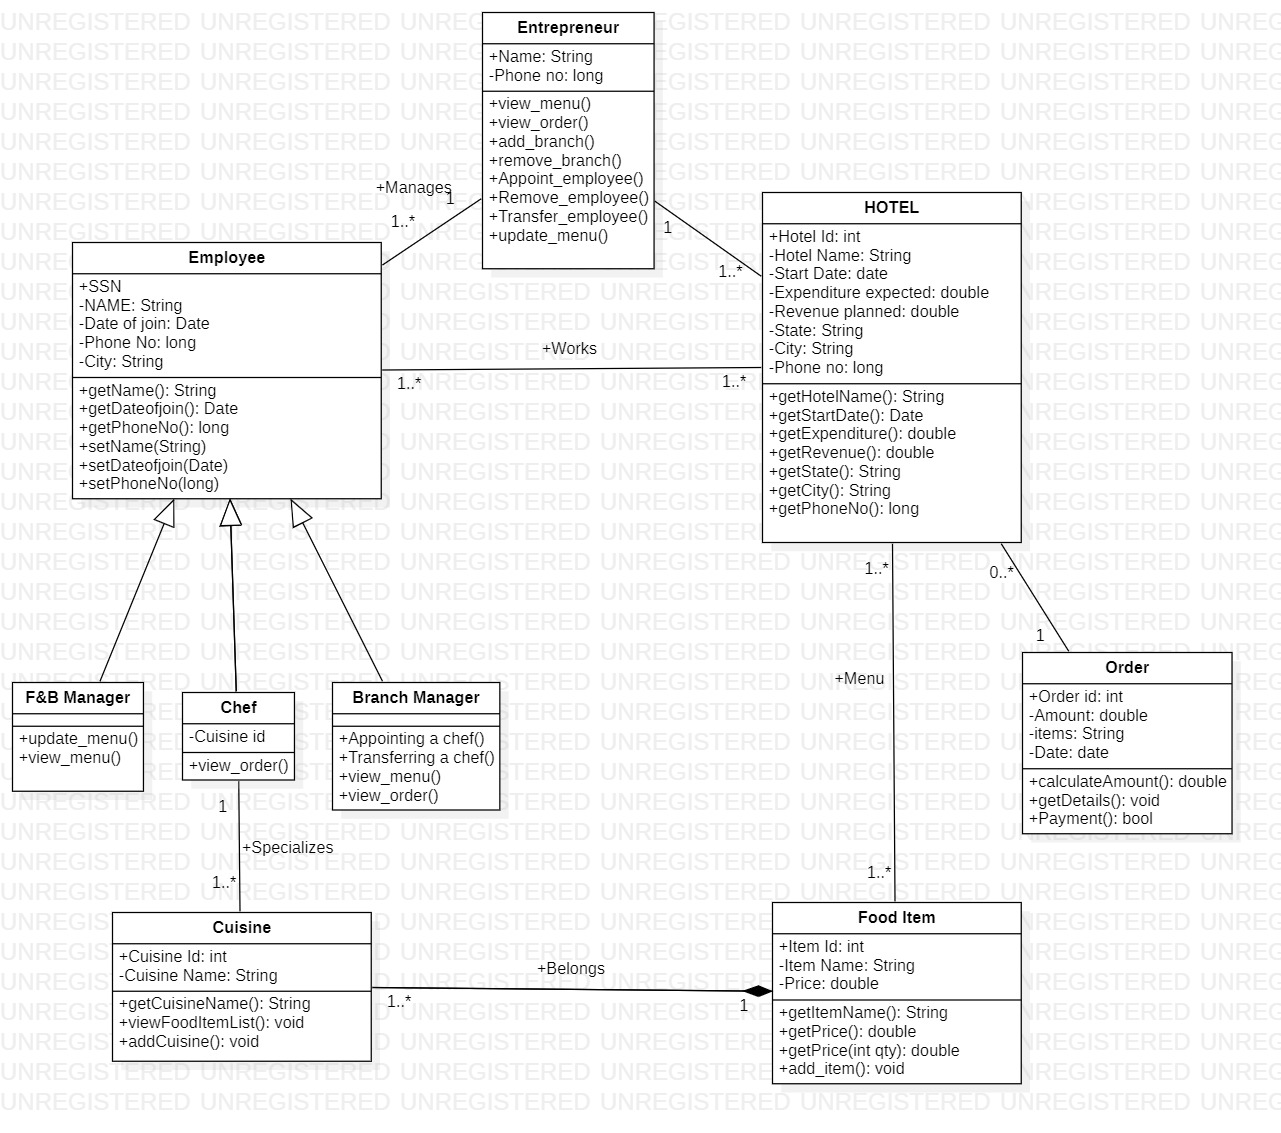 Entrepreneur
+Name: String
-Phone no: long
+view_menu()
+view_order()
+add_branch()
+remove_branch()
+Appoint_employee()
+Remove_employee()
+Transfer_employee()
+update_menu()
+Manages
1
1..*
1
1..*
HOTEL
+Hotel Id: int
-Hotel Name: String
-Start Date: date
-Expenditure expected: double
-Revenue planned: double
-State: String
-City: String
-Phone no: long
+getHotelName(): String
+getStartDate(): Date
+getExpenditure(): double
+getRevenue(): double
+getState(): String
+getCity(): String
+getPhoneNo(): long
Employee
+SSN
-NAME: String
-Date of join: Date
-Phone No: long
-City: String
+getName(): String
+getDateofjoin(): Date
+getPhoneNo(): long
+setName(String)
+setDateofjoin(Date)
+setPhoneNo(long)
+Works
1..*
1..*
1..*
0..*
1
+Menu
1..*
F&B Manager
+update_menu()
+view_menu()
Chef
-Cuisine id
+view_order()
Branch Manager
+Appointing a chef()
+Transferring a chef()
+view_menu()
+view_order()
Order
+Order id: int
-Amount: double
-items: String
-Date: date
+calculateAmount(): double
+getDetails(): void
+Payment(): bool
1
+Specializes
1..*
Cuisine
+Cuisine Id: int
-Cuisine Name: String
+getCuisineName(): String
+viewFoodItemList(): void
+addCuisine(): void
+Belongs
1..*
1
Food Item
+Item Id: int
-Item Name: String
-Price: double
+getItemName(): String
+getPrice(): double
+getPrice(int qty): double
+add_item(): void
UNREGISTERED